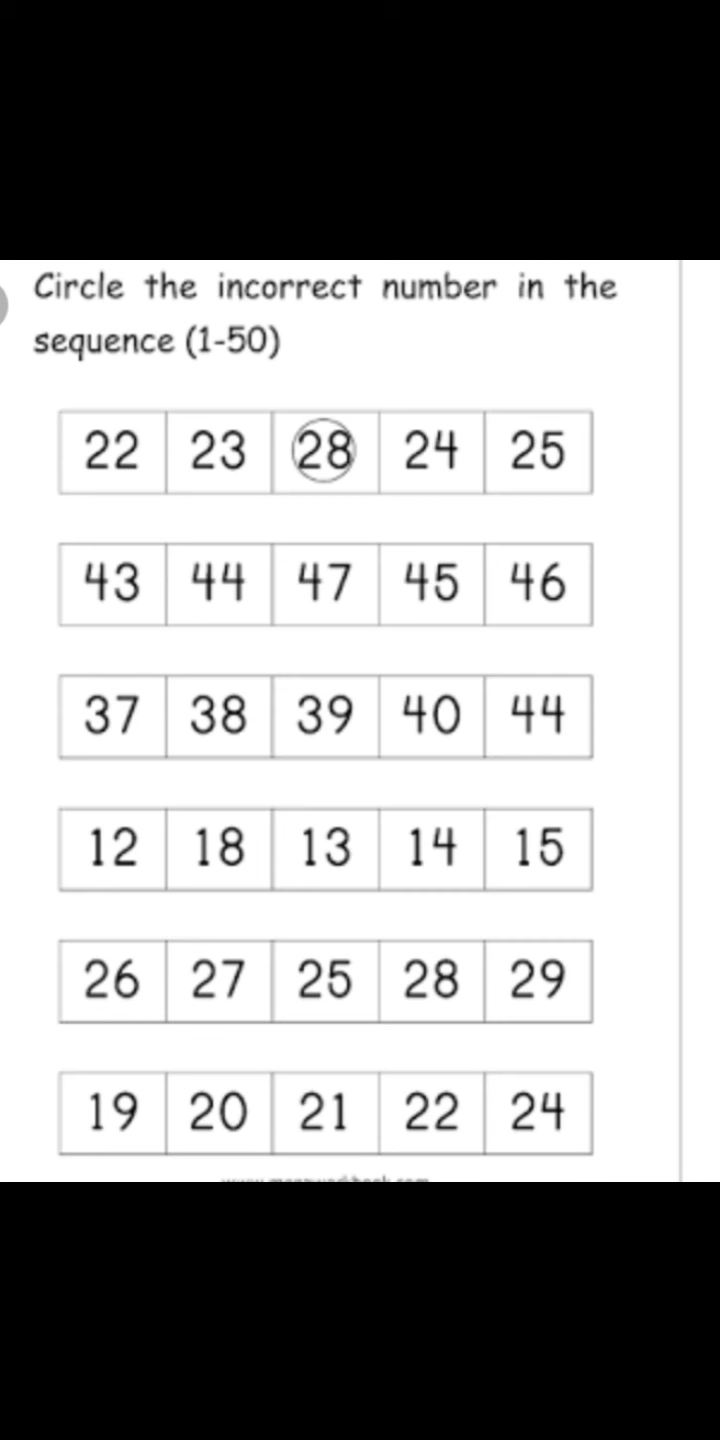 Circle the incorrect number in the
sequence (1-50)
22 23 28 24 25
43 44 47 45 46
37 38 39 40 44
12 18 13 14 15
26 27 25 28 29
19 20 21 22 24